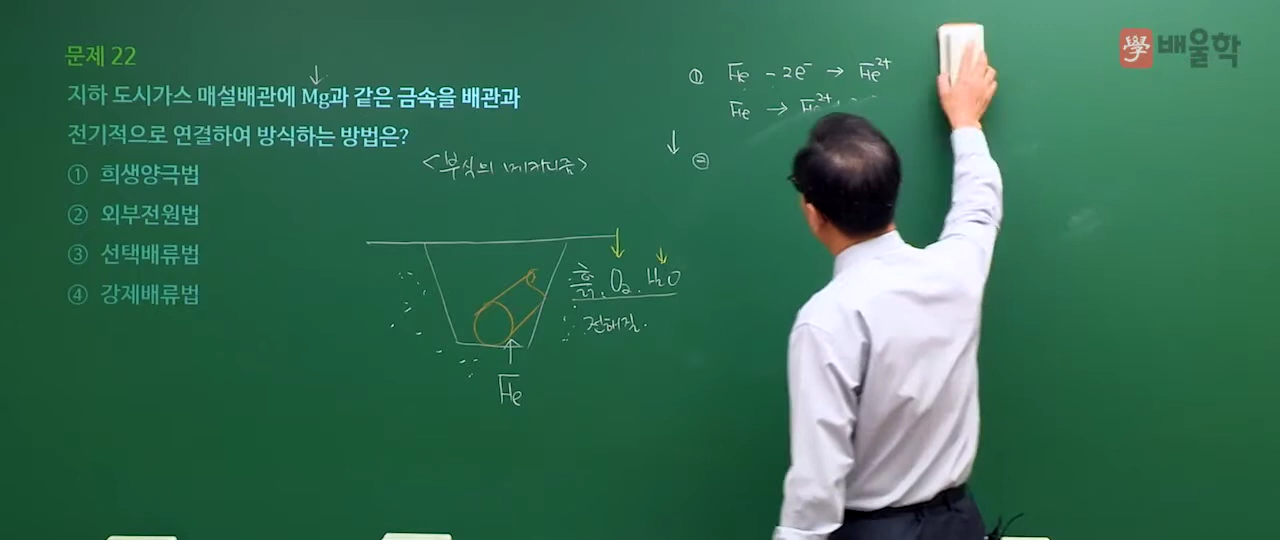 문제 22
지하 도시가스 매설배관에 Mg과 같은 금속을 배관과
전기적으로 연결하여 방식하는 방법은?
① 희생양극법
② 외부전원법
③ 선택배류법
④ 강제배류법
<부식의 메카니즘>
흙. O₂. H₂O
전해질.
Fe
① Fe - 2e⁻ → Fe²⁺
Fe → Fe²⁺
②
學 배울학